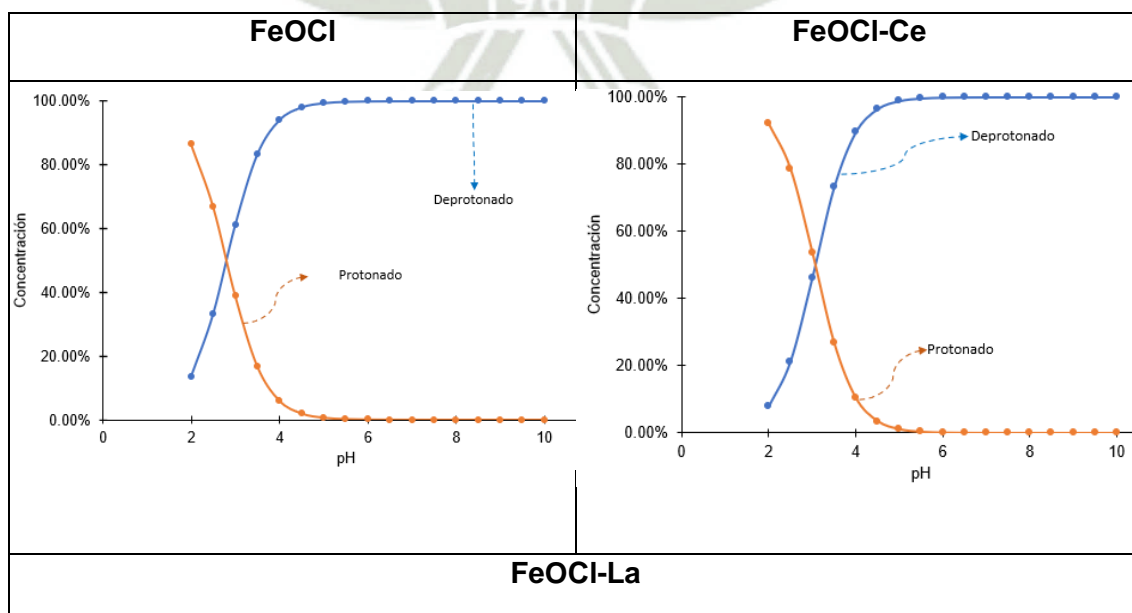 FeOCl
FeOCl-Ce
100.00%
80.00%
60.00%
40.00%
20.00%
0.00%
0 2 4 6 8 10
pH
Concentración
Deprotonado
Protonado
100.00%
80.00%
60.00%
40.00%
20.00%
0.00%
0 2 4 6 8 10
pH
Concentración
Deprotonado
Protonado
FeOCl-La